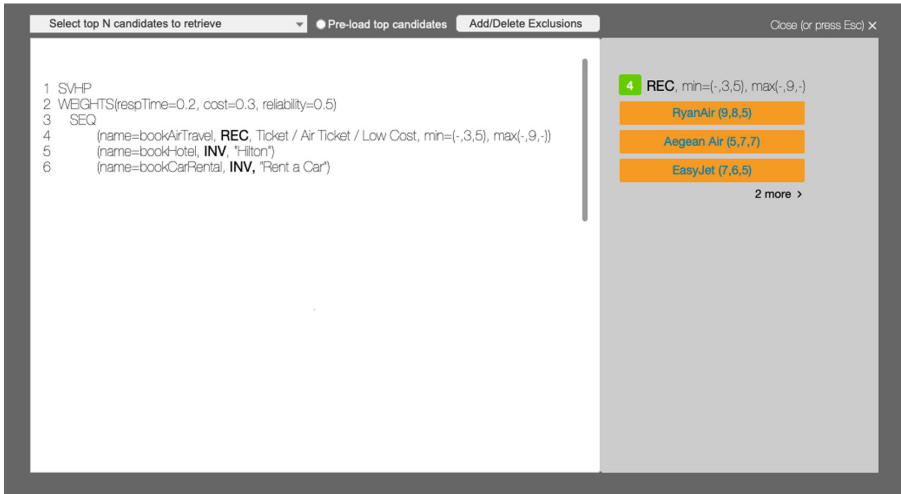 Select top N candidates to retrieve Pre-load top candidates Add/Delete Exclusions Close (or press Esc) ×
1 SVHP
2 WEIGHTS(respTime=0.2, cost=0.3, reliability=0.5)
3 SEQ
4 (name=bookAirTravel, REC, Ticket / Air Ticket / Low Cost, min=(-,3,5), max(-,9,-))
5 (name=bookHotel, INV, "Hilton")
6 (name=bookCarRental, INV, "Rent a Car")
4 REC, min=(-,3,5), max(-,9,-)
RyanAir (9,8,5)
Aegean Air (5,7,7)
EasyJet (7,6,5)
2 more >